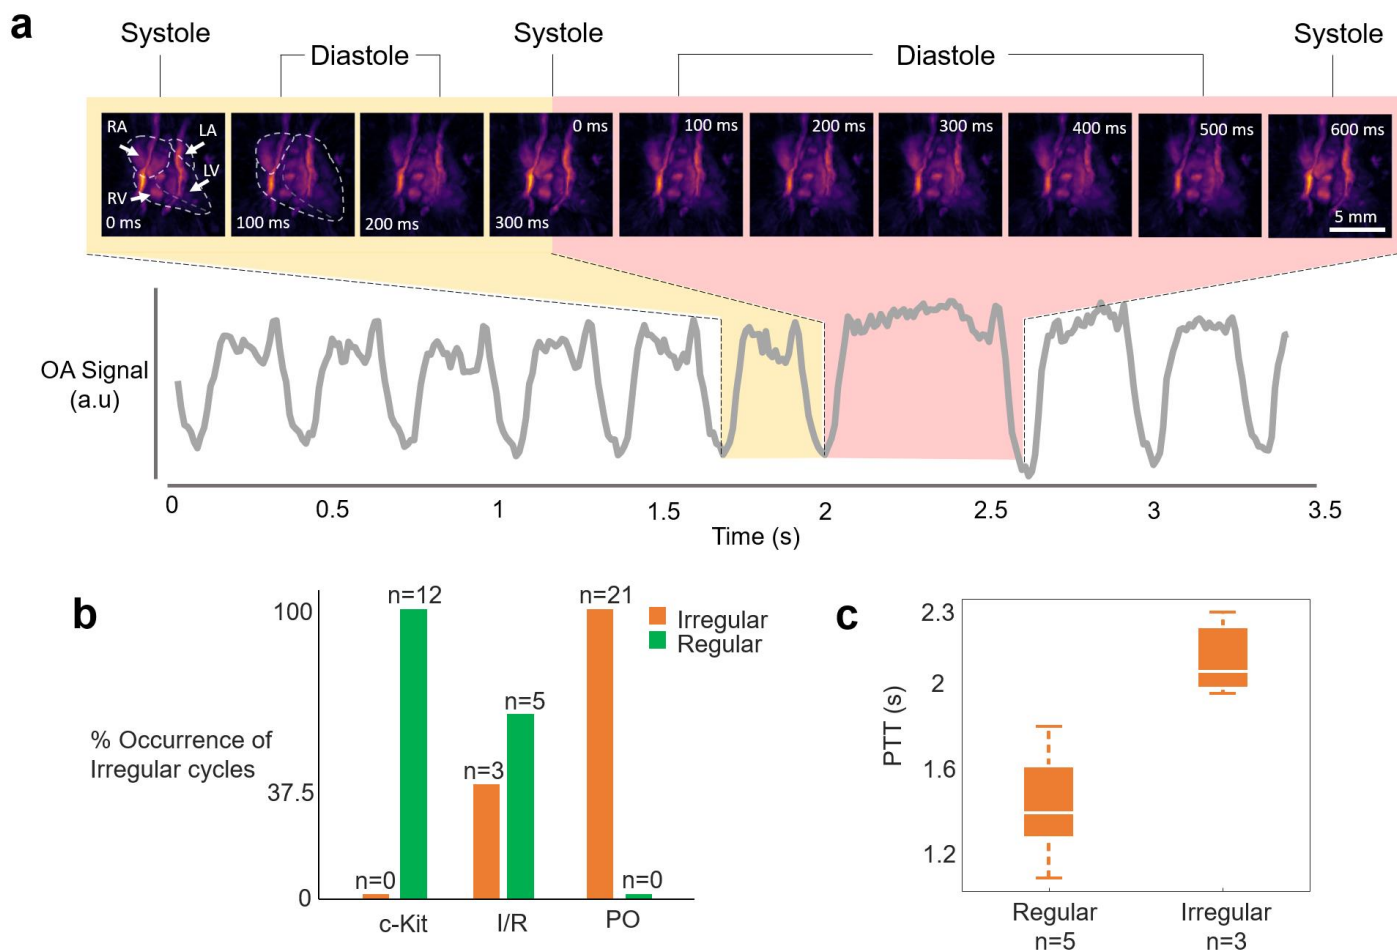 a
Systole
Diastole
Systole
Diastole
Systole
RA
LA
LV
RV
0 ms
100 ms
200 ms
300 ms
0 ms
100 ms
200 ms
300 ms
400 ms
500 ms
600 ms
5 mm
OA Signal
(a.u)
0
0.5
1
1.5
2
2.5
3
3.5
Time (s)
b
% Occurrence of
Irregular cycles
100
37.5
0
n=0
n=12
n=3
n=5
n=21
n=0
Irregular
Regular
c-Kit
I/R
PO
c
PTT (s)
2.3
2
1.6
1.2
Regular
n=5
Irregular
n=3